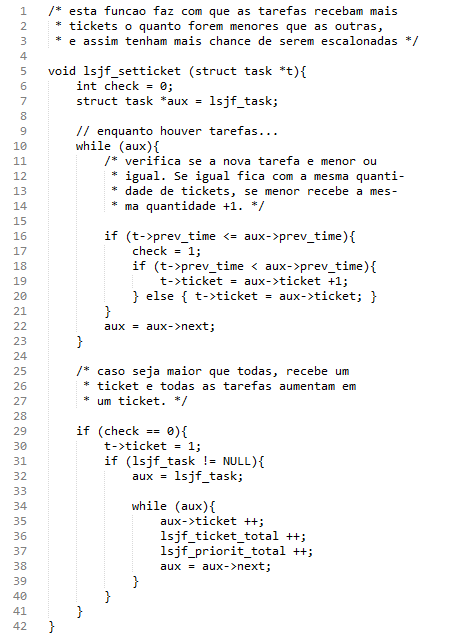 1 /* esta funcao faz com que as tarefas recebam mais
2  * tickets o quanto forem menores que as outras,
3  * e assim tenham mais chance de serem escalonadas */
4
5 void lsjf_setticket (struct task *t){
6     int check = 0;
7     struct task *aux = lsjf_task;
8
9     // enquanto houver tarefas...
10     while (aux){
11         /* verifica se a nova tarefa e menor ou
12          * igual. Se igual fica com a mesma quanti-
13          * dade de tickets, se menor recebe a mes-
14          * ma quantidade +1. */
15
16         if (t->prev_time <= aux->prev_time){
17             check = 1;
18             if (t->prev_time < aux->prev_time){
19                 t->ticket = aux->ticket +1;
20             } else { t->ticket = aux->ticket; }
21         }
22         aux = aux->next;
23     }
24
25     /* caso seja maior que todas, recebe um
26      * ticket e todas as tarefas aumentam em
27      * um ticket. */
28
29     if (check == 0){
30         t->ticket = 1;
31         if (lsjf_task != NULL){
32             aux = lsjf_task;
33
34             while (aux){
35                 aux->ticket ++;
36                 lsjf_ticket_total ++;
37                 lsjf_priorit_total ++;
38                 aux = aux->next;
39             }
40         }
41     }
42 }